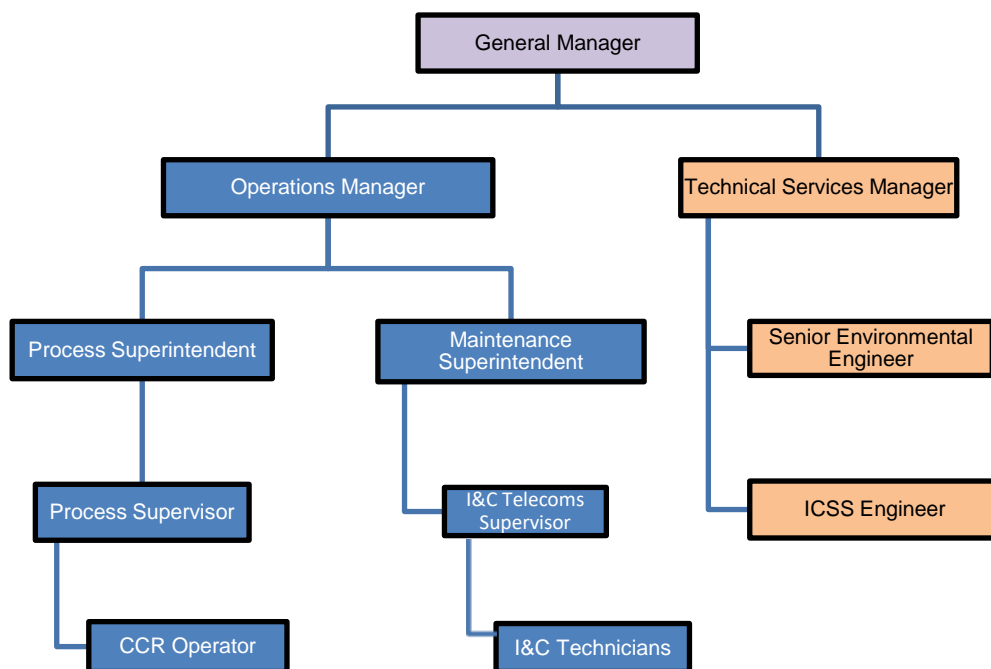 General Manager
Operations Manager
Technical Services Manager
Process Superintendent
Maintenance
Superintendent
Senior Environmental
Engineer
Process Supervisor
I&C Telecoms
Supervisor
ICSS Engineer
CCR Operator
I&C Technicians